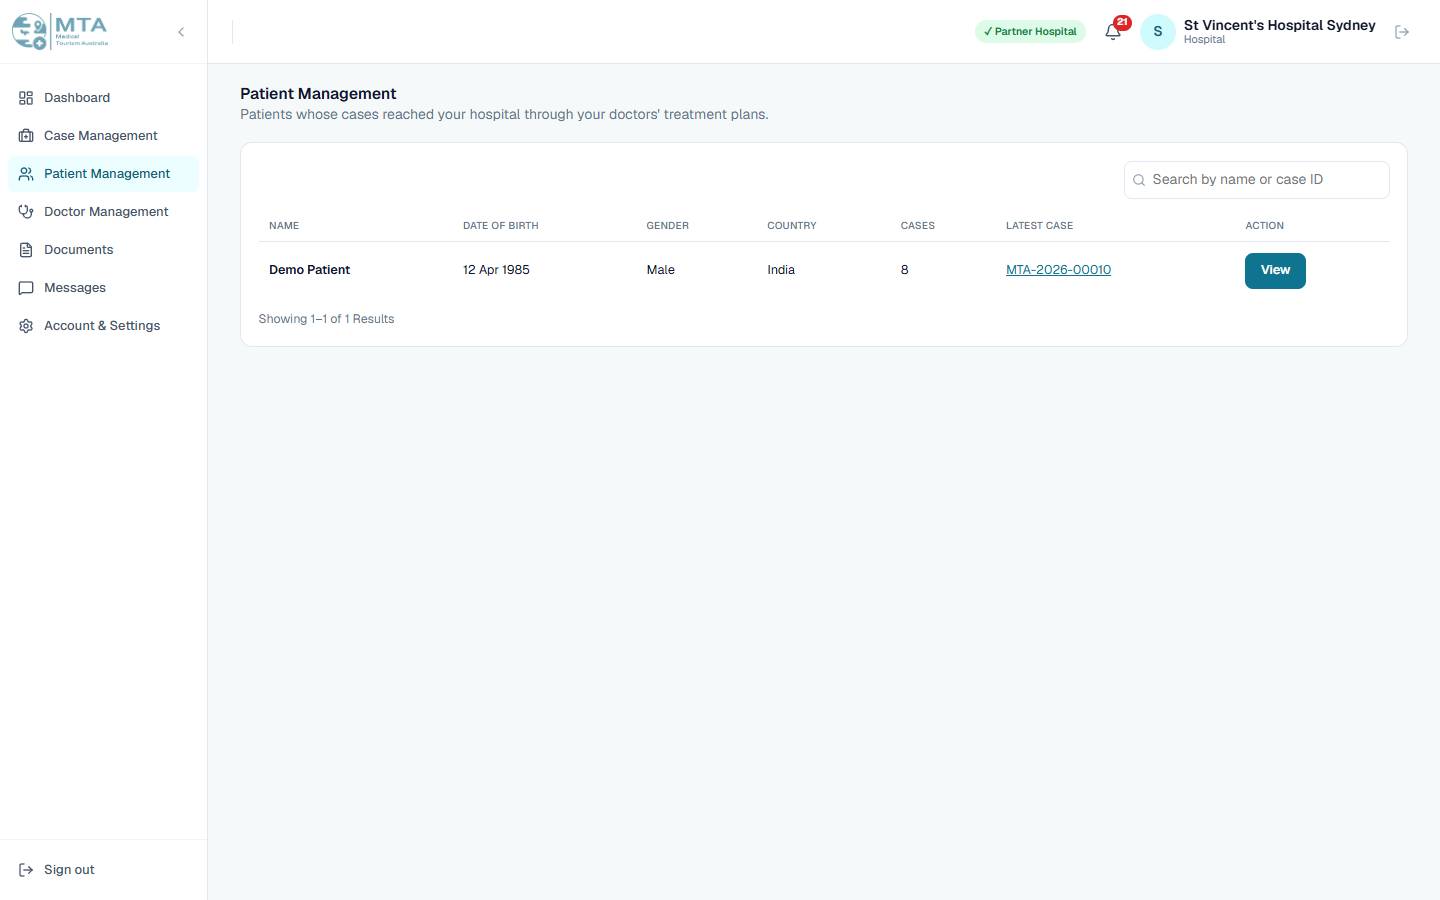 MTA
Medical
Tourism Australia
✓ Partner Hospital
21
S
St Vincent's Hospital Sydney
Hospital
Dashboard
Case Management
Patient Management
Doctor Management
Documents
Messages
Account & Settings
Sign out
Patient Management
Patients whose cases reached your hospital through your doctors' treatment plans.
Search by name or case ID
NAME DATE OF BIRTH GENDER COUNTRY CASES LATEST CASE ACTION
Demo Patient 12 Apr 1985 Male India 8 MTA-2026-00010 View
Showing 1–1 of 1 Results